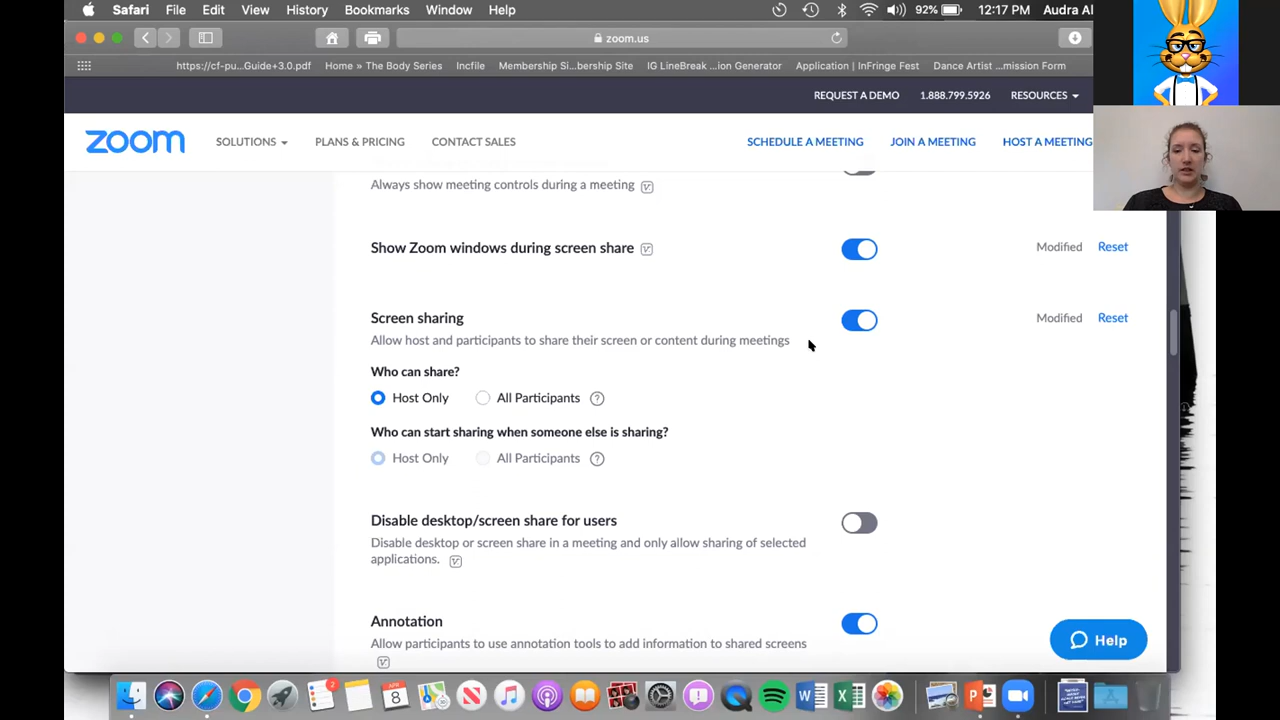 Safari File Edit View History Bookmarks Window Help 92% 12:17 PM Audra Al
zoom.us
https://cf-pu...Guide+3.0.pdf Home » The Body Series In... ...mbership Si...bership Site IG LineBreak ...ion Generator Application | InFringe Fest Dance Artist ...mission Form
REQUEST A DEMO 1.888.799.5926 RESOURCES
zoom SOLUTIONS PLANS & PRICING CONTACT SALES SCHEDULE A MEETING JOIN A MEETING HOST A MEETING
Always show meeting controls during a meeting
Show Zoom windows during screen share Modified Reset
Screen sharing Modified Reset
Allow host and participants to share their screen or content during meetings
Who can share?
Host Only All Participants ?
Who can start sharing when someone else is sharing?
Host Only All Participants ?
Disable desktop/screen share for users
Disable desktop or screen share in a meeting and only allow sharing of selected
applications.
Annotation
Allow participants to use annotation tools to add information to shared screens
Help
2
APR
8